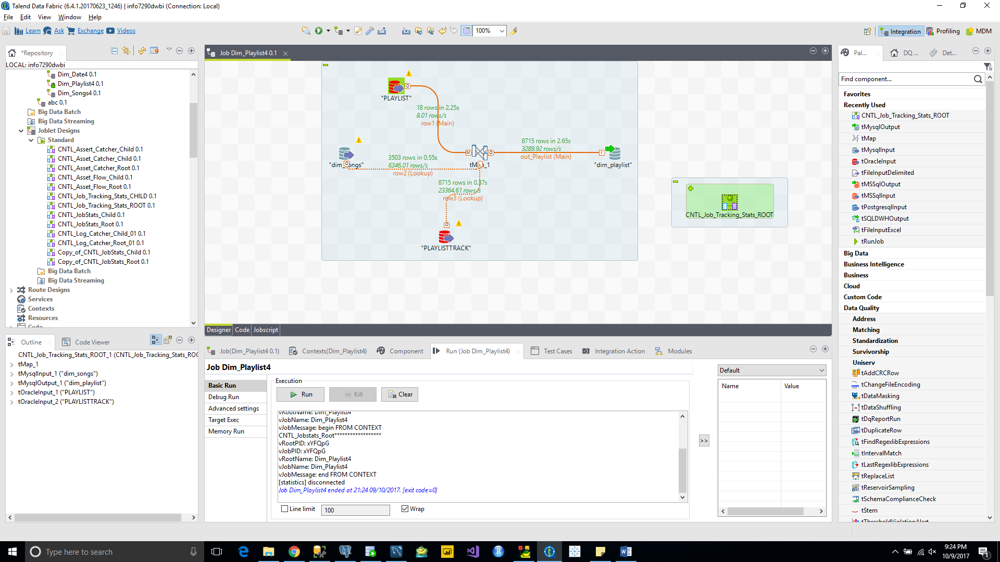 Talend Data Fabric (6.4.1.20170623_1246) | info7290dwbi (Connection: Local)
File Edit View Window Help
Learn Ask Exchange Videos
100%
Integration Profiling MDM
*Repository
LOCAL: info7290dwbi
Dim_Date4 0.1
Dim_Playlist4 0.1
Dim_Songs4 0.1
abc 0.1
Big Data Batch
Big Data Streaming
Joblet Designs
Standard
CNTL_Assert_Catcher_Child 0.1
CNTL_Asset_Catcher_Child 0.1
CNTL_Asset_Catcher_Root 0.1
CNTL_Asset_Flow_Child 0.1
CNTL_Asset_Flow_Root 0.1
CNTL_Job_Tracking_Stats_CHILD 0.1
CNTL_Job_Tracking_Stats_ROOT 0.1
CNTL_JobStats_Child 0.1
CNTL_JobStats_Root 0.1
CNTL_Log_Catcher_Child_01 0.1
CNTL_Log_Catcher_Root_01 0.1
Copy_of_CNTL_JobStats_Child 0.1
Copy_of_CNTL_JobStats_Root 0.1
Big Data Batch
Big Data Streaming
Route Designs
Services
Contexts
Resources
Code
Outline
Code Viewer
CNTL_Job_Tracking_Stats_ROOT_1 (CNTL_Job_Tracking_Stats_ROO
tMap_1
tMysqlInput_1 ("dim_songs")
tMysqlOutput_1 ("dim_playlist")
tOracleInput_1 ("PLAYLIST")
tOracleInput_2 ("PLAYLISTTRACK")
Job Dim_Playlist4 0.1
"PLAYLIST"
18 rows in 2.25s
8.01 rows/s
row1 (Main)
"dim_songs"
3503 rows in 0.55s
6346.01 rows/s
row2 (Lookup)
tMap_1
8715 rows in 2.65s
3289.92 rows/s
out_Playlist (Main)
"dim_playlist"
8715 rows in 0.37s
23364.61 rows/s
row3 (Lookup)
"PLAYLISTTRACK"
CNTL_Job_Tracking_Stats_ROOT
Designer Code Jobscript
Job(Dim_Playlist4 0.1) Contexts(Dim_Playlist4) Component Run (Job Dim_Playlist4) Test Cases Integration Action Modules
Job Dim_Playlist4
Basic Run
Debug Run
Advanced settings
Target Exec
Memory Run
Execution
Run Kill Clear
vRootName: Dim_Playlist4
vJobName: Dim_Playlist4
vJobMessage: begin FROM CONTEXT
CNTL_Jobstats_Root******************
vRootPID: xYFQpG
vJobPID: xYFQpG
vRootName: Dim_Playlist4
vJobName: Dim_Playlist4
vJobMessage: end FROM CONTEXT
[statistics] disconnected
Job Dim_Playlist4 ended at 21:24 09/10/2017. [exit code=0]
Line limit 100 Wrap
>>
Default
Name Value
Pal... DQ ... Det...
Find component...
Favorites
Recently Used
CNTL_Job_Tracking_Stats_ROOT
tMysqlOutput
tMap
tMysqlInput
tOracleInput
tFileInputDelimited
tMSSqlOutput
tMSSqlInput
tPostgresqlInput
tSQLDWHOutput
tFileInputExcel
tRunJob
Big Data
Business Intelligence
Business
Cloud
Custom Code
Data Quality
Address
Matching
Standardization
Survivorship
Uniserv
tAddCRCRow
tChangeFileEncoding
tDataMasking
tDataShuffling
tDqReportRun
tDuplicateRow
tFindRegexlibExpressions
tIntervalMatch
tLastRegexlibExpressions
tReplaceList
tReservoirSampling
tSchemaComplianceCheck
tStem
tThresholdViolationAlert
Type here to search
9:24 PM
10/9/2017